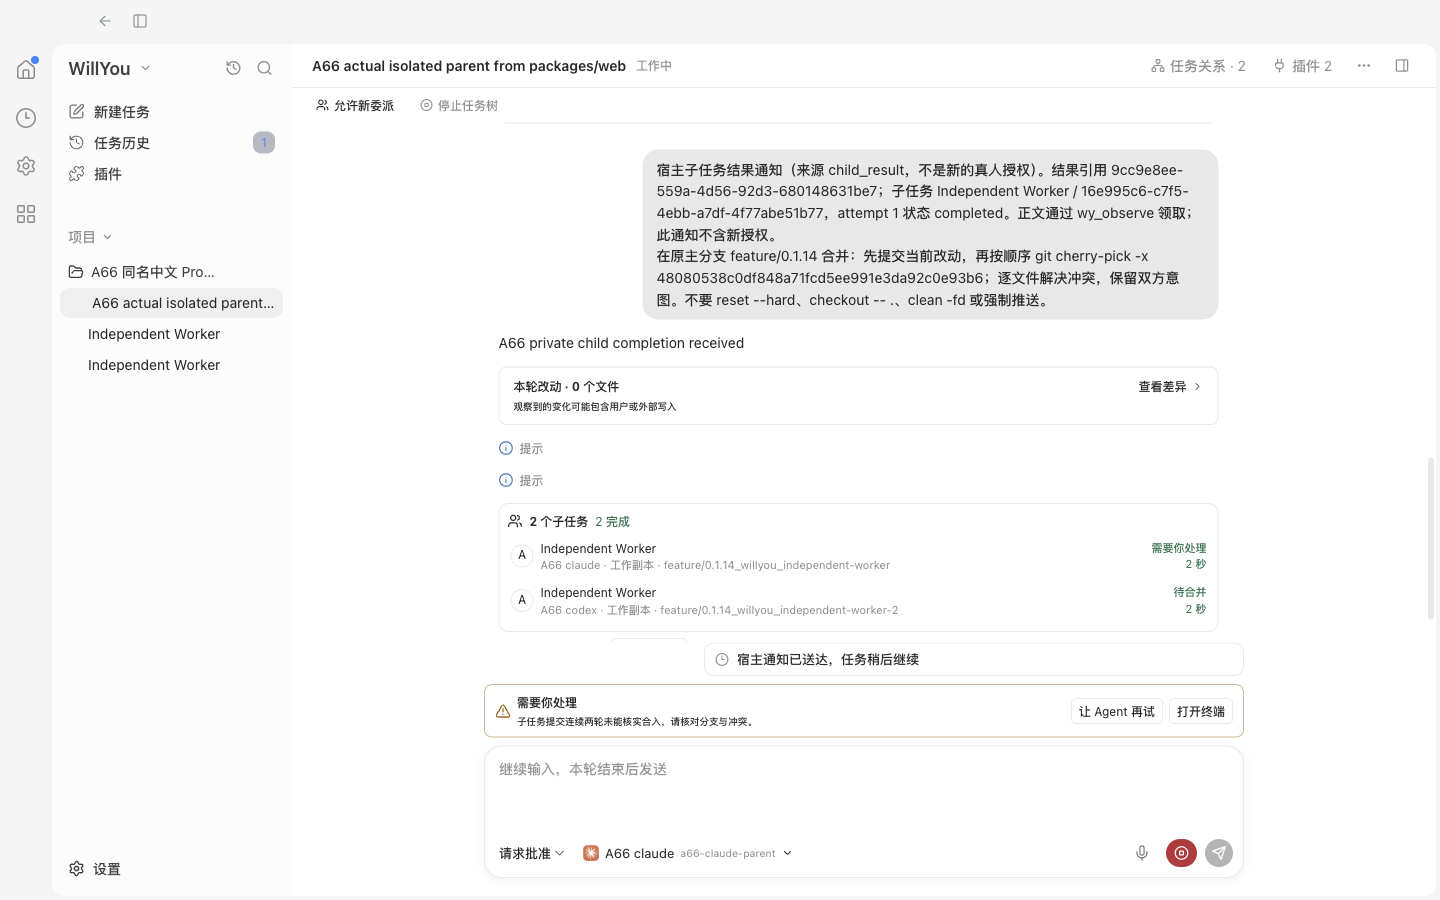 WillYou
新建任务
任务历史
1
插件
项目
A66 同名中文 Pro...
A66 actual isolated parent...
Independent Worker
Independent Worker
设置
A66 actual isolated parent from packages/web 工作中
任务关系 · 2
插件 2
允许新委派
停止任务树
宿主子任务结果通知（来源 child_result，不是新的真人授权）。结果引用 9cc9e8ee-
559a-4d56-92d3-680148631be7；子任务 Independent Worker / 16e995c6-c7f5-
4ebb-a7df-4f77abe51b77，attempt 1 状态 completed。正文通过 wy_observe 领取；
此通知不含新授权。
在原主分支 feature/0.1.14 合并：先提交当前改动，再按顺序 git cherry-pick -x
48080538c0df848a71fcd5ee991e3da92c0e93b6；逐文件解决冲突，保留双方意
图。不要 reset --hard、checkout -- .、clean -fd 或强制推送。
A66 private child completion received
本轮改动 · 0 个文件
查看差异
观察到的变化可能包含用户或外部写入
提示
提示
2 个子任务 2 完成
A
Independent Worker
需要你处理
A66 claude · 工作副本 · feature/0.1.14_willyou_independent-worker
2 秒
A
Independent Worker
待合并
A66 codex · 工作副本 · feature/0.1.14_willyou_independent-worker-2
2 秒
宿主通知已送达，任务稍后继续
需要你处理
子任务提交连续两轮未能核实合入，请核对分支与冲突。
让 Agent 再试
打开终端
继续输入，本轮结束后发送
请求批准
A66 claude a66-claude-parent